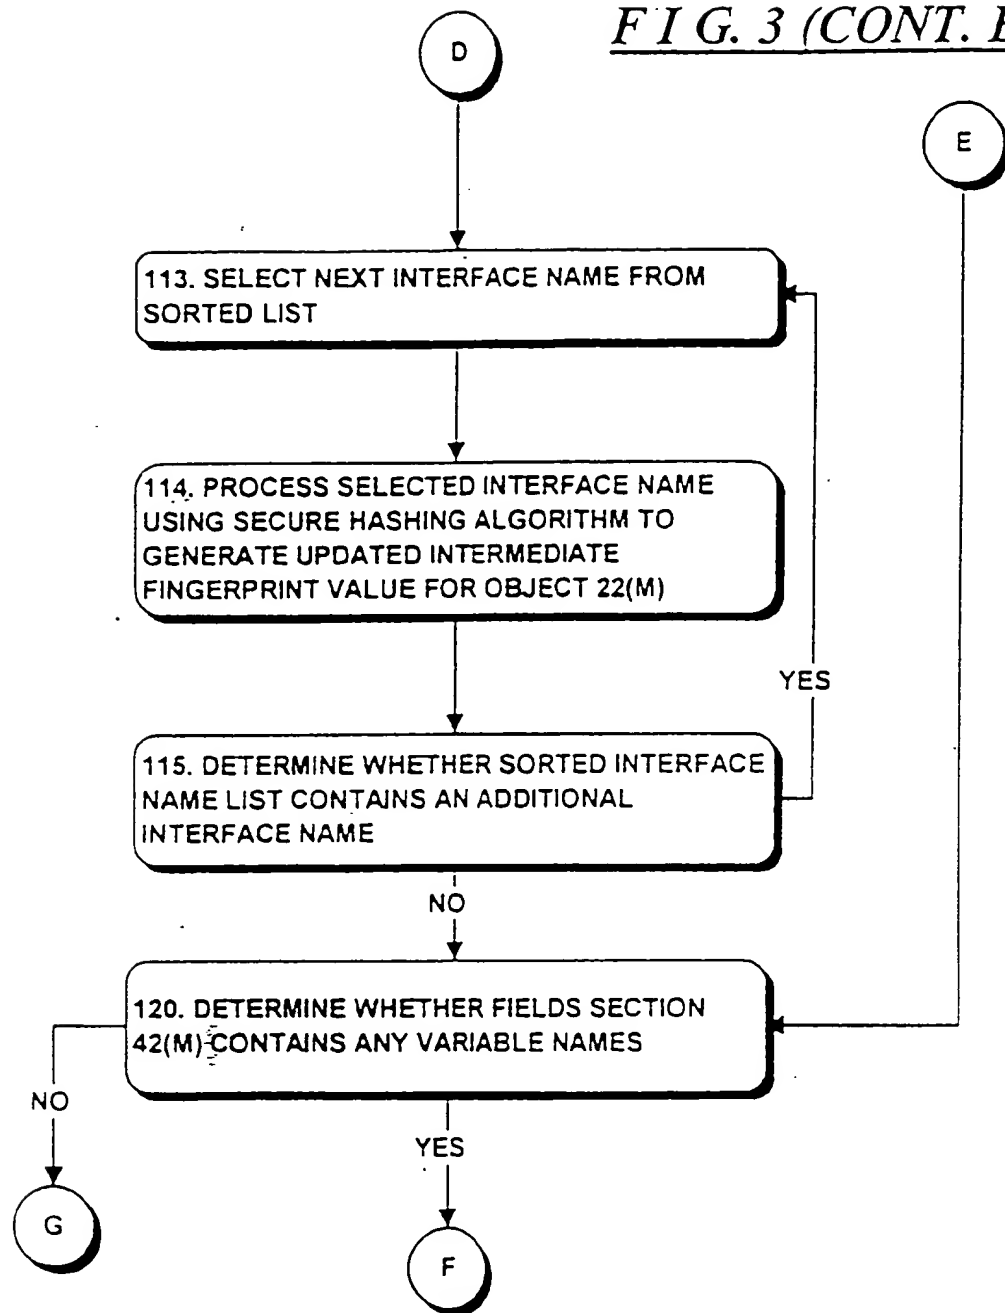 D
FIG. 3 (CONT.
E
113. SELECT NEXT INTERFACE NAME FROM
SORTED LIST
114. PROCESS SELECTED INTERFACE NAME
USING SECURE HASHING ALGORITHM TO
GENERATE UPDATED INTERMEDIATE
FINGERPRINT VALUE FOR OBJECT 22(M)
YES
115. DETERMINE WHETHER SORTED INTERFACE
NAME LIST CONTAINS AN ADDITIONAL
INTERFACE NAME
NO
120. DETERMINE WHETHER FIELDS SECTION
42(M) CONTAINS ANY VARIABLE NAMES
NO
YES
G
F